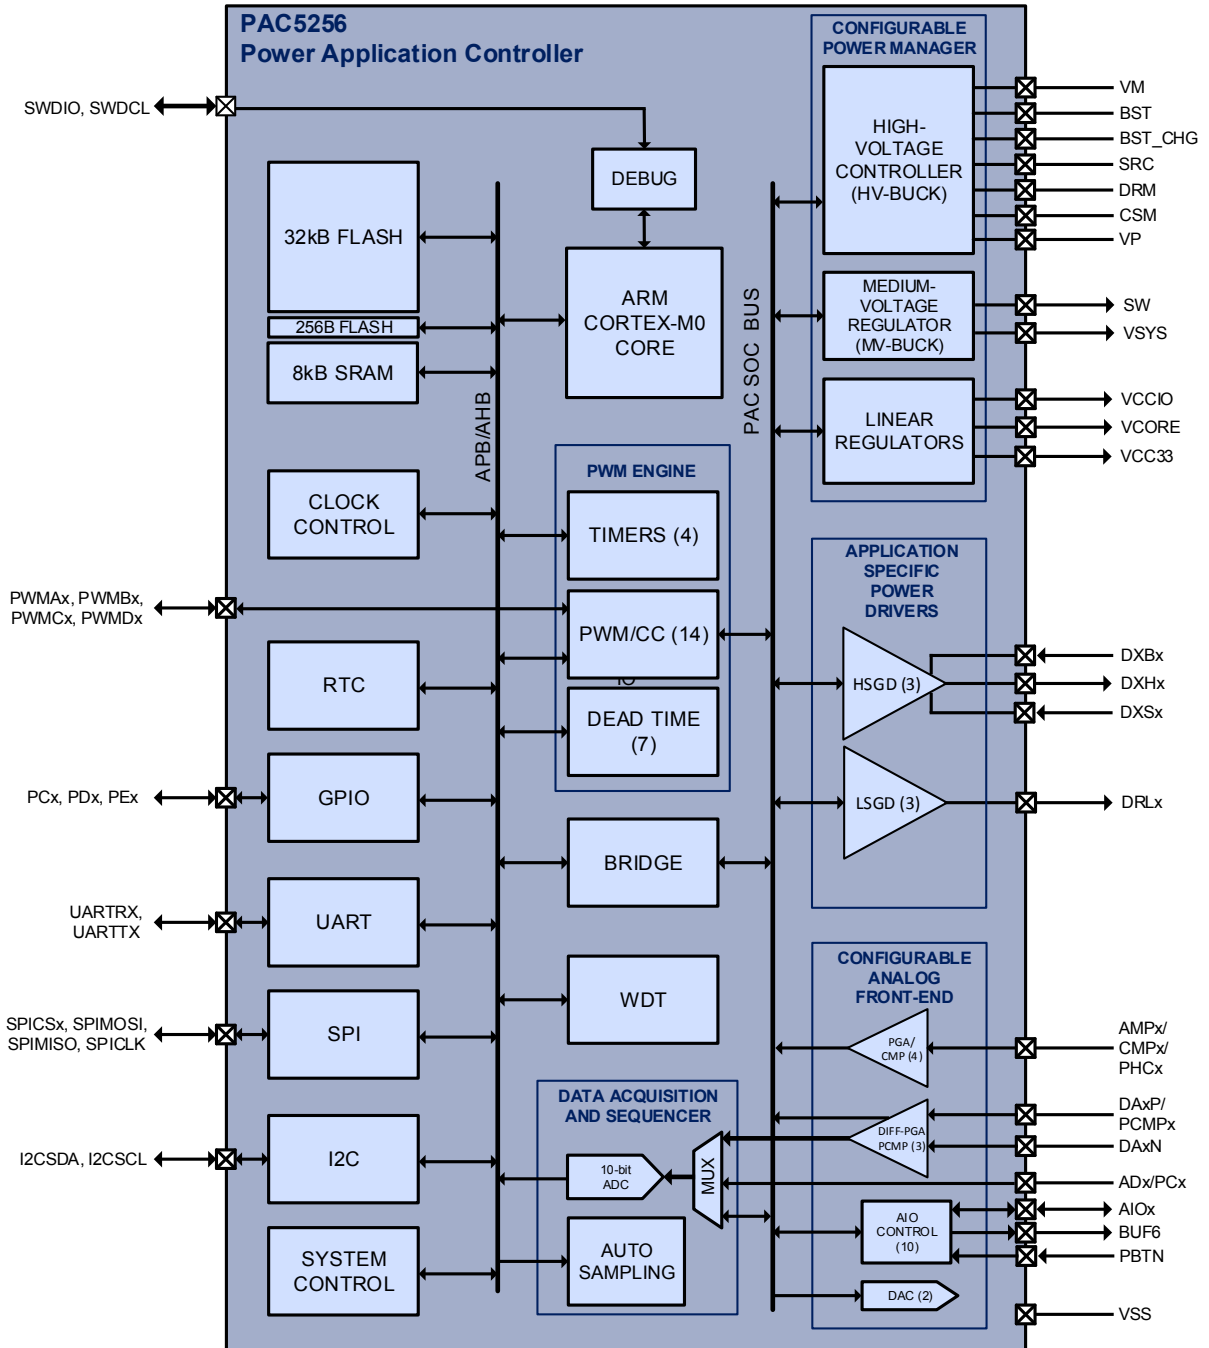 PAC5256
Power Application Controller
SWDIO, SWDCL
DEBUG
32kB FLASH
256B FLASH
8kB SRAM
ARM
CORTEX-M0
CORE
APB/AHB
PAC SOC BUS
CLOCK
CONTROL
PWM ENGINE
TIMERS (4)
PWMAx, PWMBx,
PWMCx, PWMDx
PWM/CC (14)
IO
RTC
DEAD TIME
(7)
PCx, PDx, PEx
GPIO
BRIDGE
UARTRX,
UARTTX
UART
WDT
SPICSx, SPIMOSI,
SPIMISO, SPICLK
SPI
DATA ACQUISITION
AND SEQUENCER
I2CSDA, I2CSCL
I2C
10-bit
ADC
MUX
SYSTEM
CONTROL
AUTO
SAMPLING
CONFIGURABLE
POWER MANAGER
HIGH-
VOLTAGE
CONTROLLER
(HV-BUCK)
VM
BST
BST_CHG
SRC
DRM
CSM
VP
MEDIUM-
VOLTAGE
REGULATOR
(MV-BUCK)
SW
VSYS
LINEAR
REGULATORS
VCCIO
VCORE
VCC33
APPLICATION
SPECIFIC
POWER
DRIVERS
HSGD (3)
DXBx
DXHx
DXSx
LSGD (3)
DRLx
CONFIGURABLE
ANALOG
FRONT-END
PGA/
CMP (4)
AMPx/
CMPx/
PHCx
DIFF-PGA
PCMP (3)
DAxP/
PCMPx
DAxN
ADx/PCx
AIO
CONTROL
(10)
AIOx
BUF6
PBTN
DAC (2)
VSS